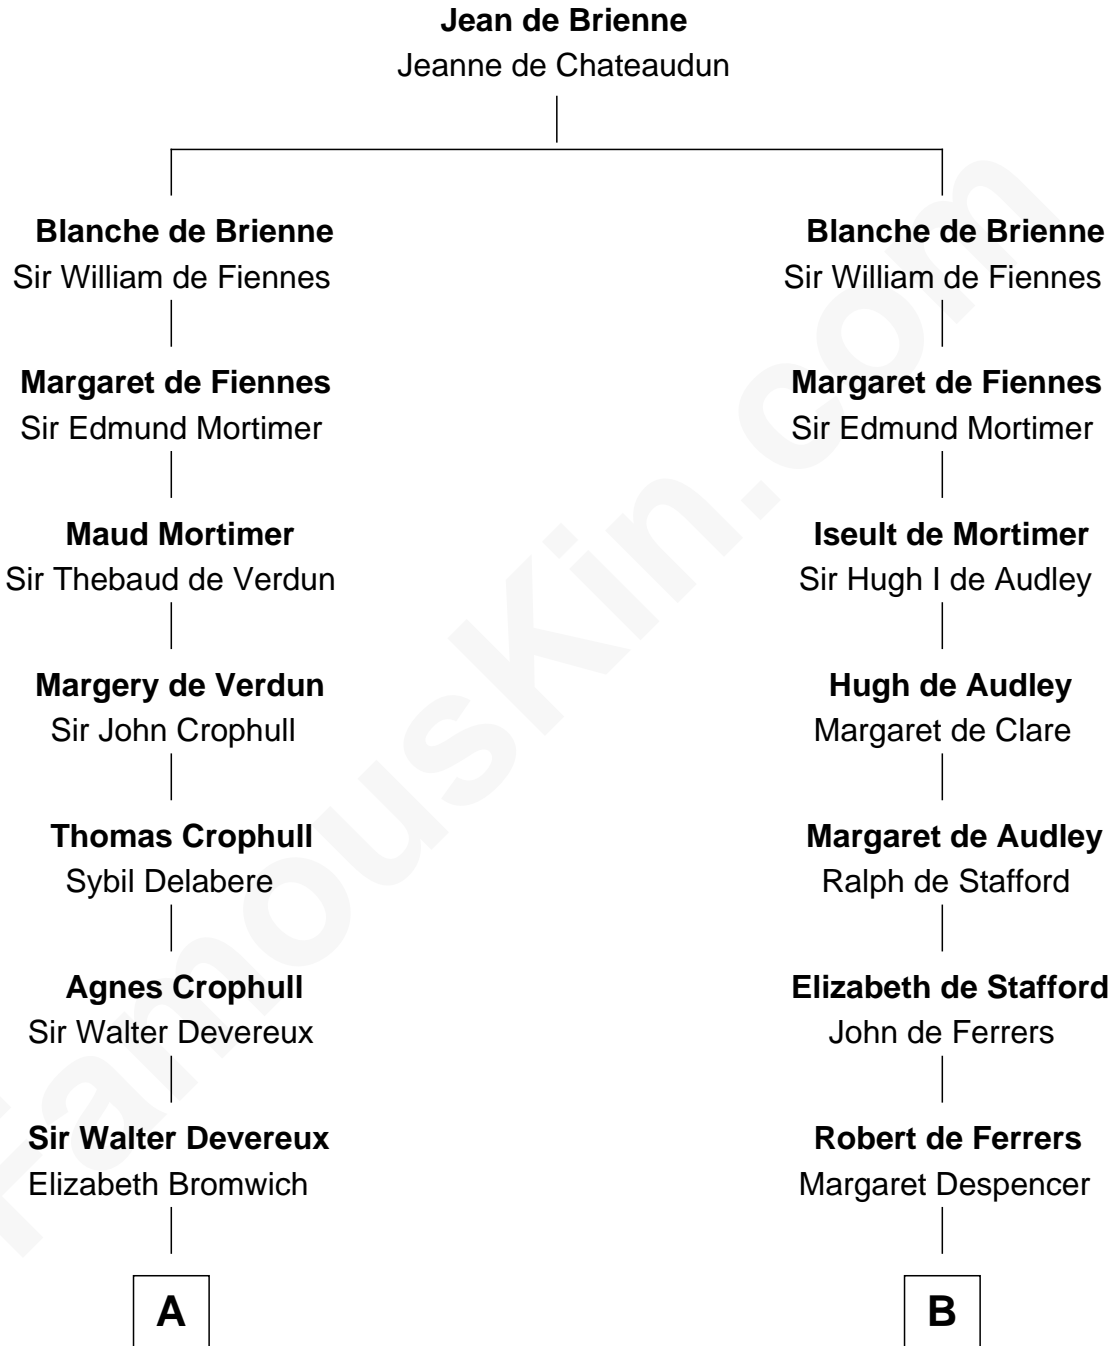 Jean de Brienne
Jeanne de Chateaudun
Blanche de Brienne
Sir William de Fiennes
Margaret de Fiennes
Sir Edmund Mortimer
Maud Mortimer
Sir Thebaud de Verdun
Margery de Verdun
Sir John Crophull
Thomas Crophull
Sybil Delabere
Agnes Crophull
Sir Walter Devereux
Sir Walter Devereux
Elizabeth Bromwich
A
Blanche de Brienne
Sir William de Fiennes
Margaret de Fiennes
Sir Edmund Mortimer
Iseult de Mortimer
Sir Hugh I de Audley
Hugh de Audley
Margaret de Clare
Margaret de Audley
Ralph de Stafford
Elizabeth de Stafford
John de Ferrers
Robert de Ferrers
Margaret Despencer
B
FamousKin.com